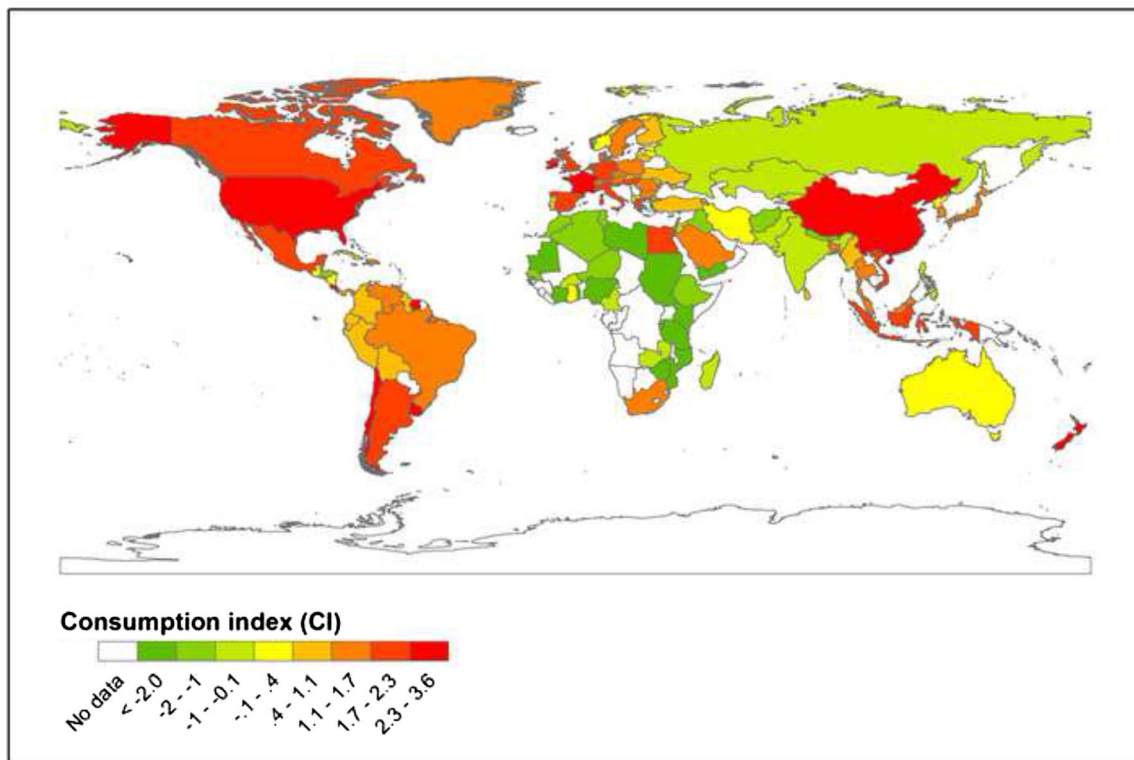 Consumption index (CI)
No data
< -2.0
-2 - -1
-1 - -0.1
-.1 - .4
.4 - 1.1
1.1 - 1.7
1.7 - 2.3
2.3 - 3.6